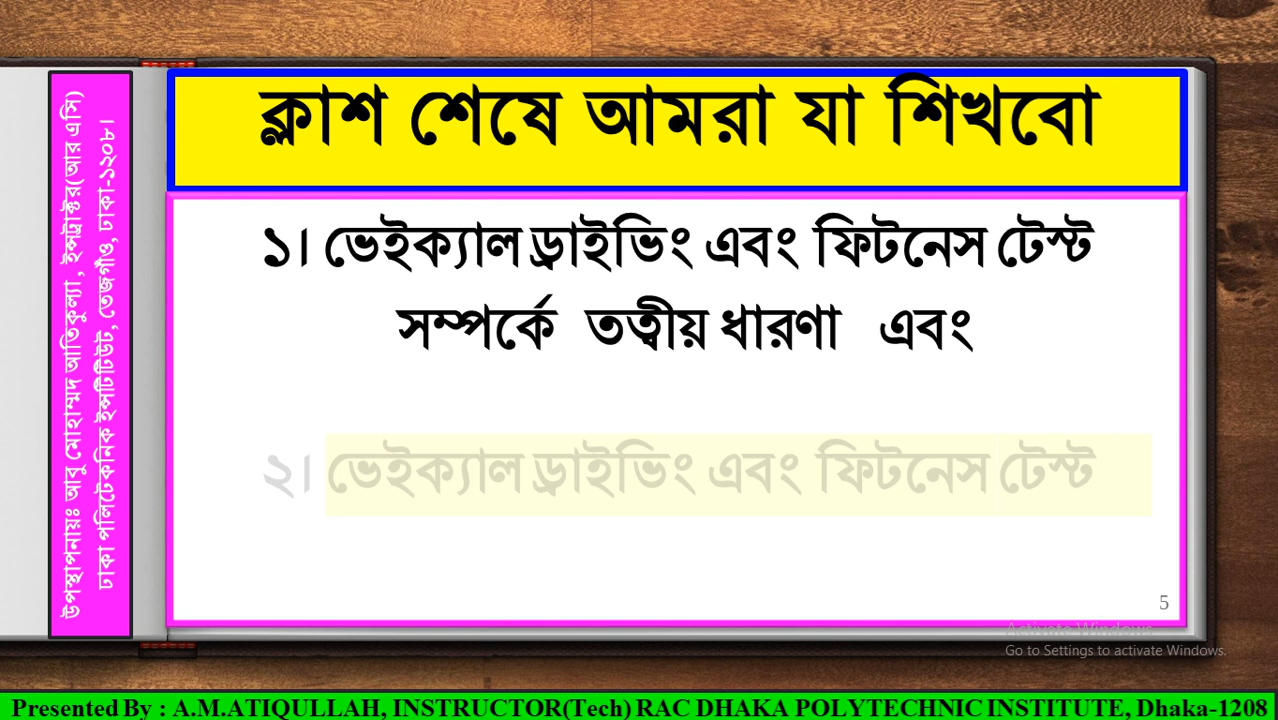 ক্লাশ শেষে আমরা যা শিখবো
১। ভেইক্যাল ড্রাইভিং এবং ফিটনেস টেস্ট
সম্পর্কে তত্বীয় ধারণা এবং
২। ভেইক্যাল ড্রাইভিং এবং ফিটনেস টেস্ট
5
উপস্থাপনায়ঃ আবু মোহাম্মদ আতিকুল্যা, ইন্সট্রাক্টর(আর এসি)
ঢাকা পলিটেকনিক ইন্সটিটিউট, তেজগাঁও, ঢাকা-১২০৮।
Activate Windows
Go to Settings to activate Windows.
Presented By : A.M.ATIQULLAH, INSTRUCTOR(Tech) RAC DHAKA POLYTECHNIC INSTITUTE, Dhaka-1208